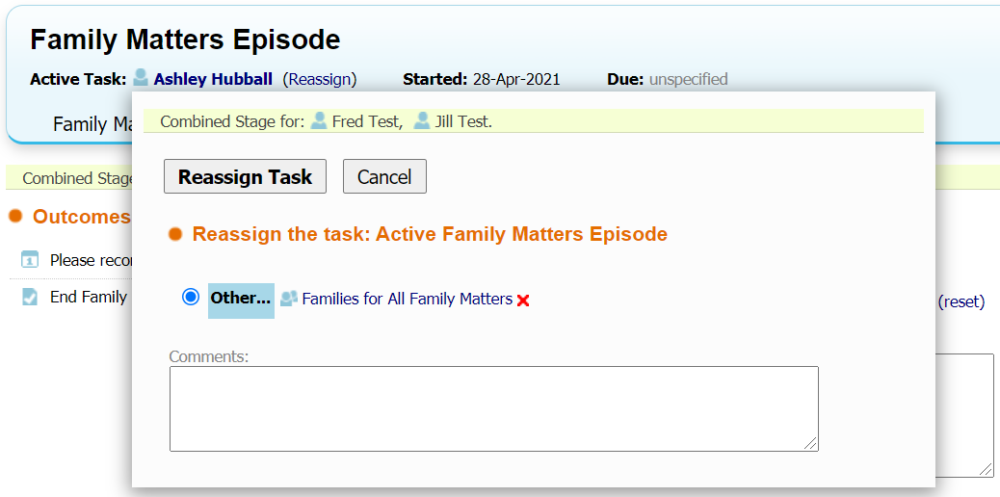 Family Matters Episode
Active Task: Ashley Hubball (Reassign) Started: 28-Apr-2021 Due: unspecified
Family Ma
Combined Stage for: Fred Test, Jill Test.
Combined Stage
Reassign Task Cancel
Outcomes
Reassign the task: Active Family Matters Episode
Please recor
End Family
Other... Families for All Family Matters
(reset)
Comments: